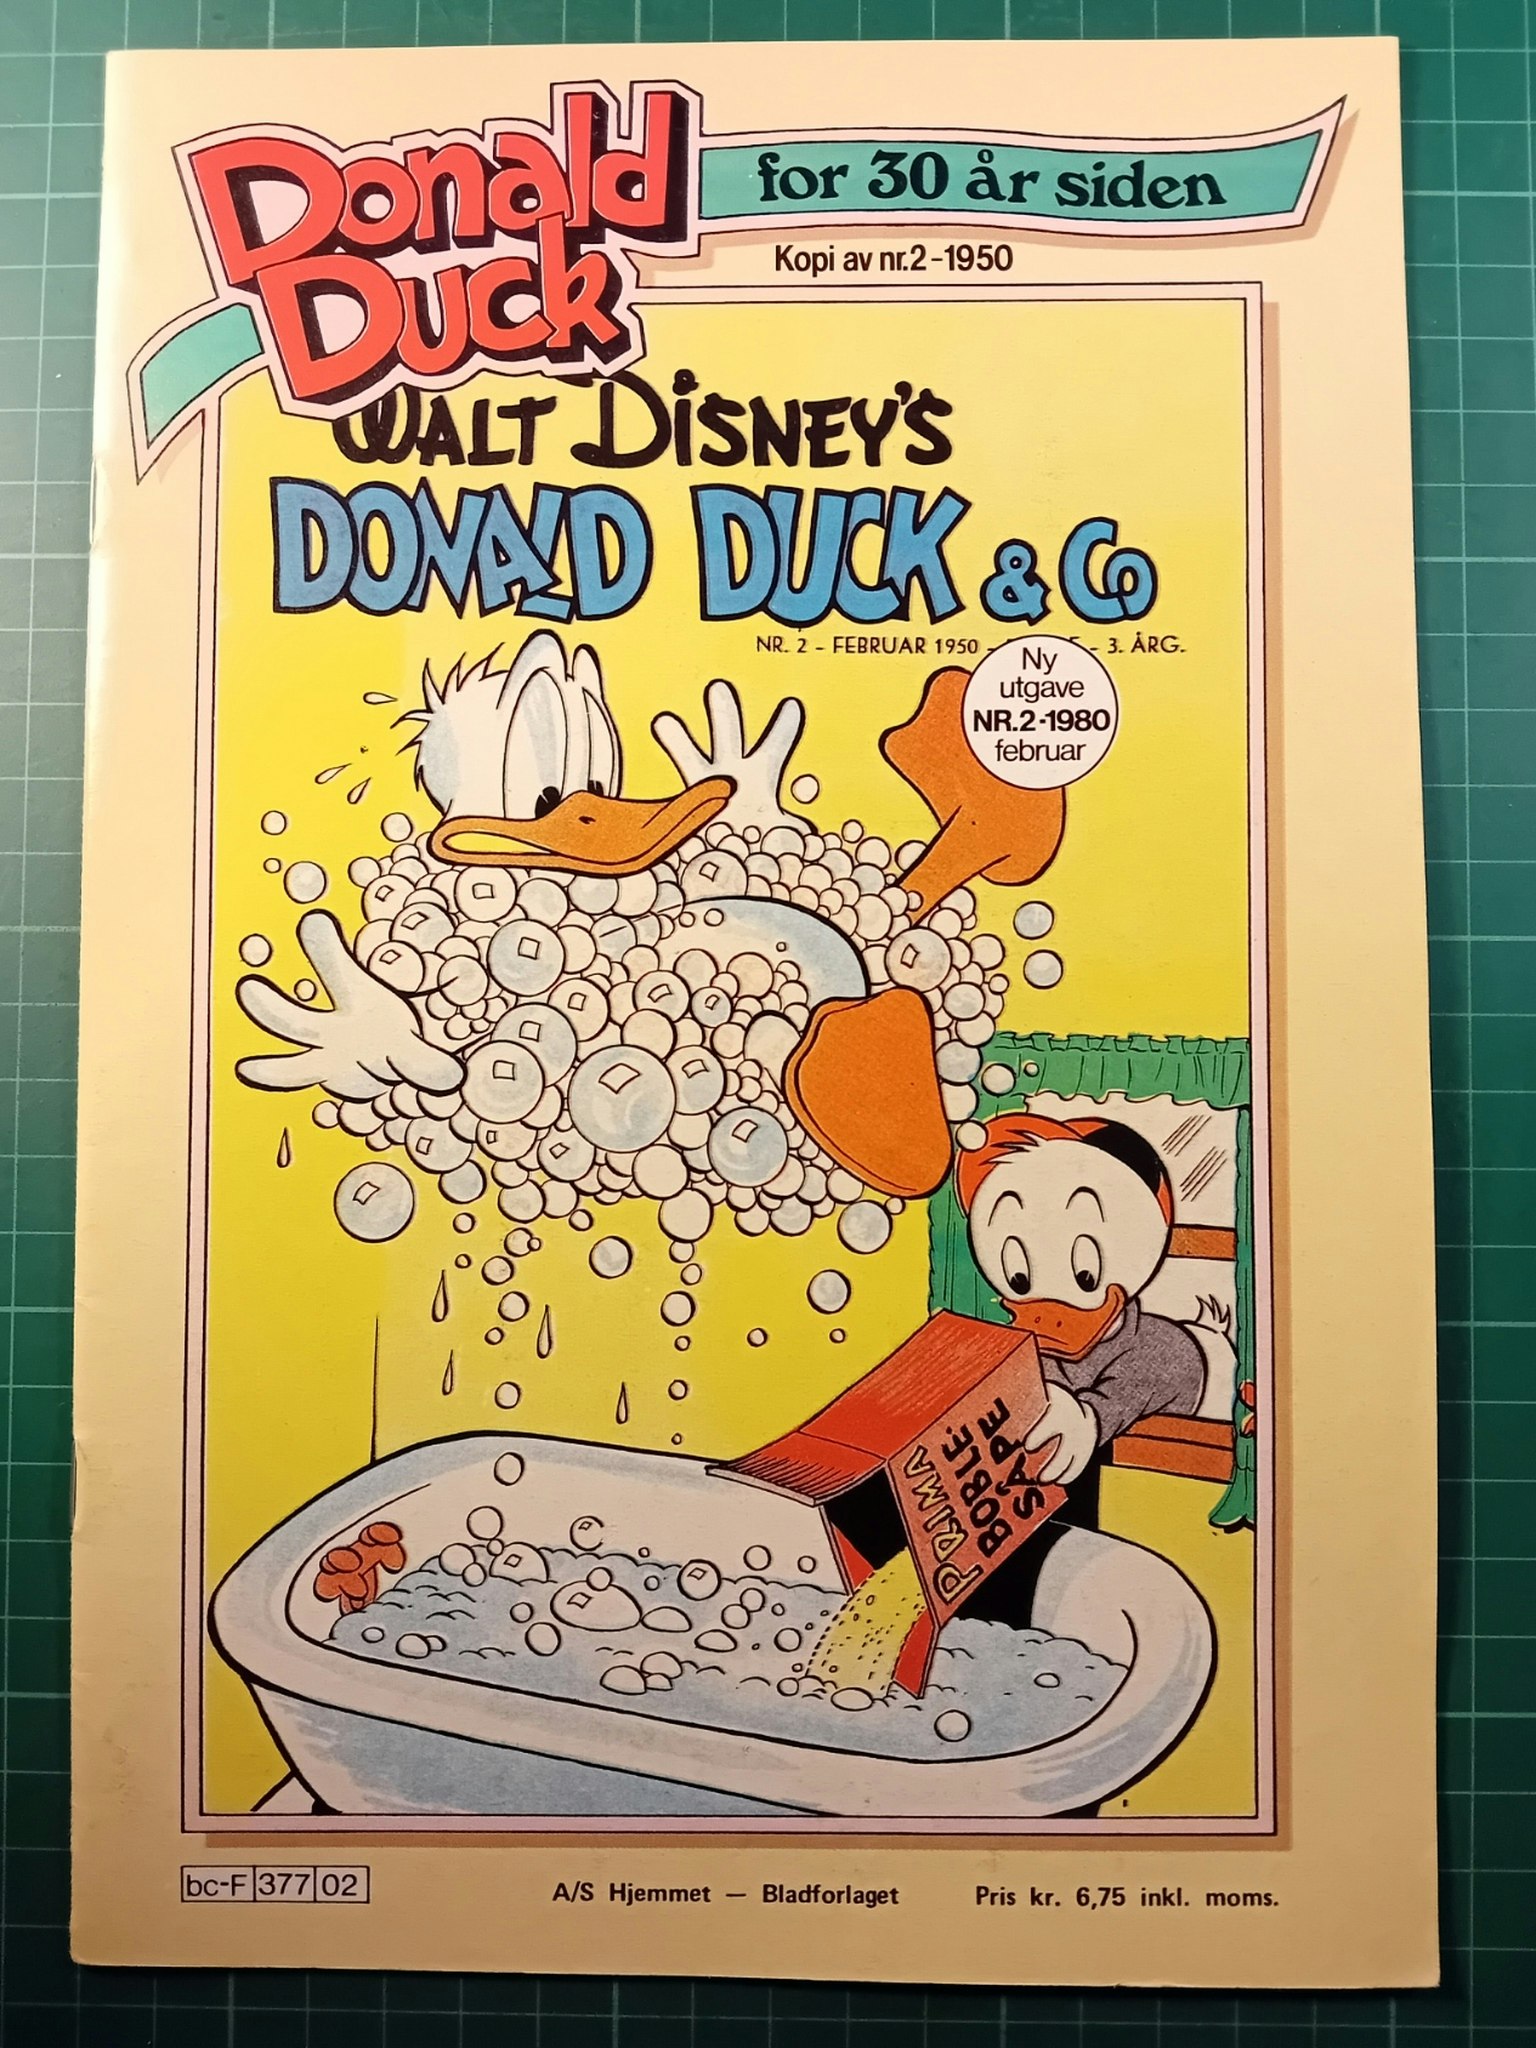 Donald
Duck
for 30 år siden
Kopi av nr.2-1950
WALT DISNEY'S
DONALD DUCK & Co
NR. 2 - FEBRUAR 1950 - - 3. ÅRG.
Ny
utgave
NR.2-1980
februar
PRIMA
BOBLE
SÅPE
bc-F 377 02
A/S Hjemmet — Bladforlaget
Pris kr. 6,75 inkl. moms.